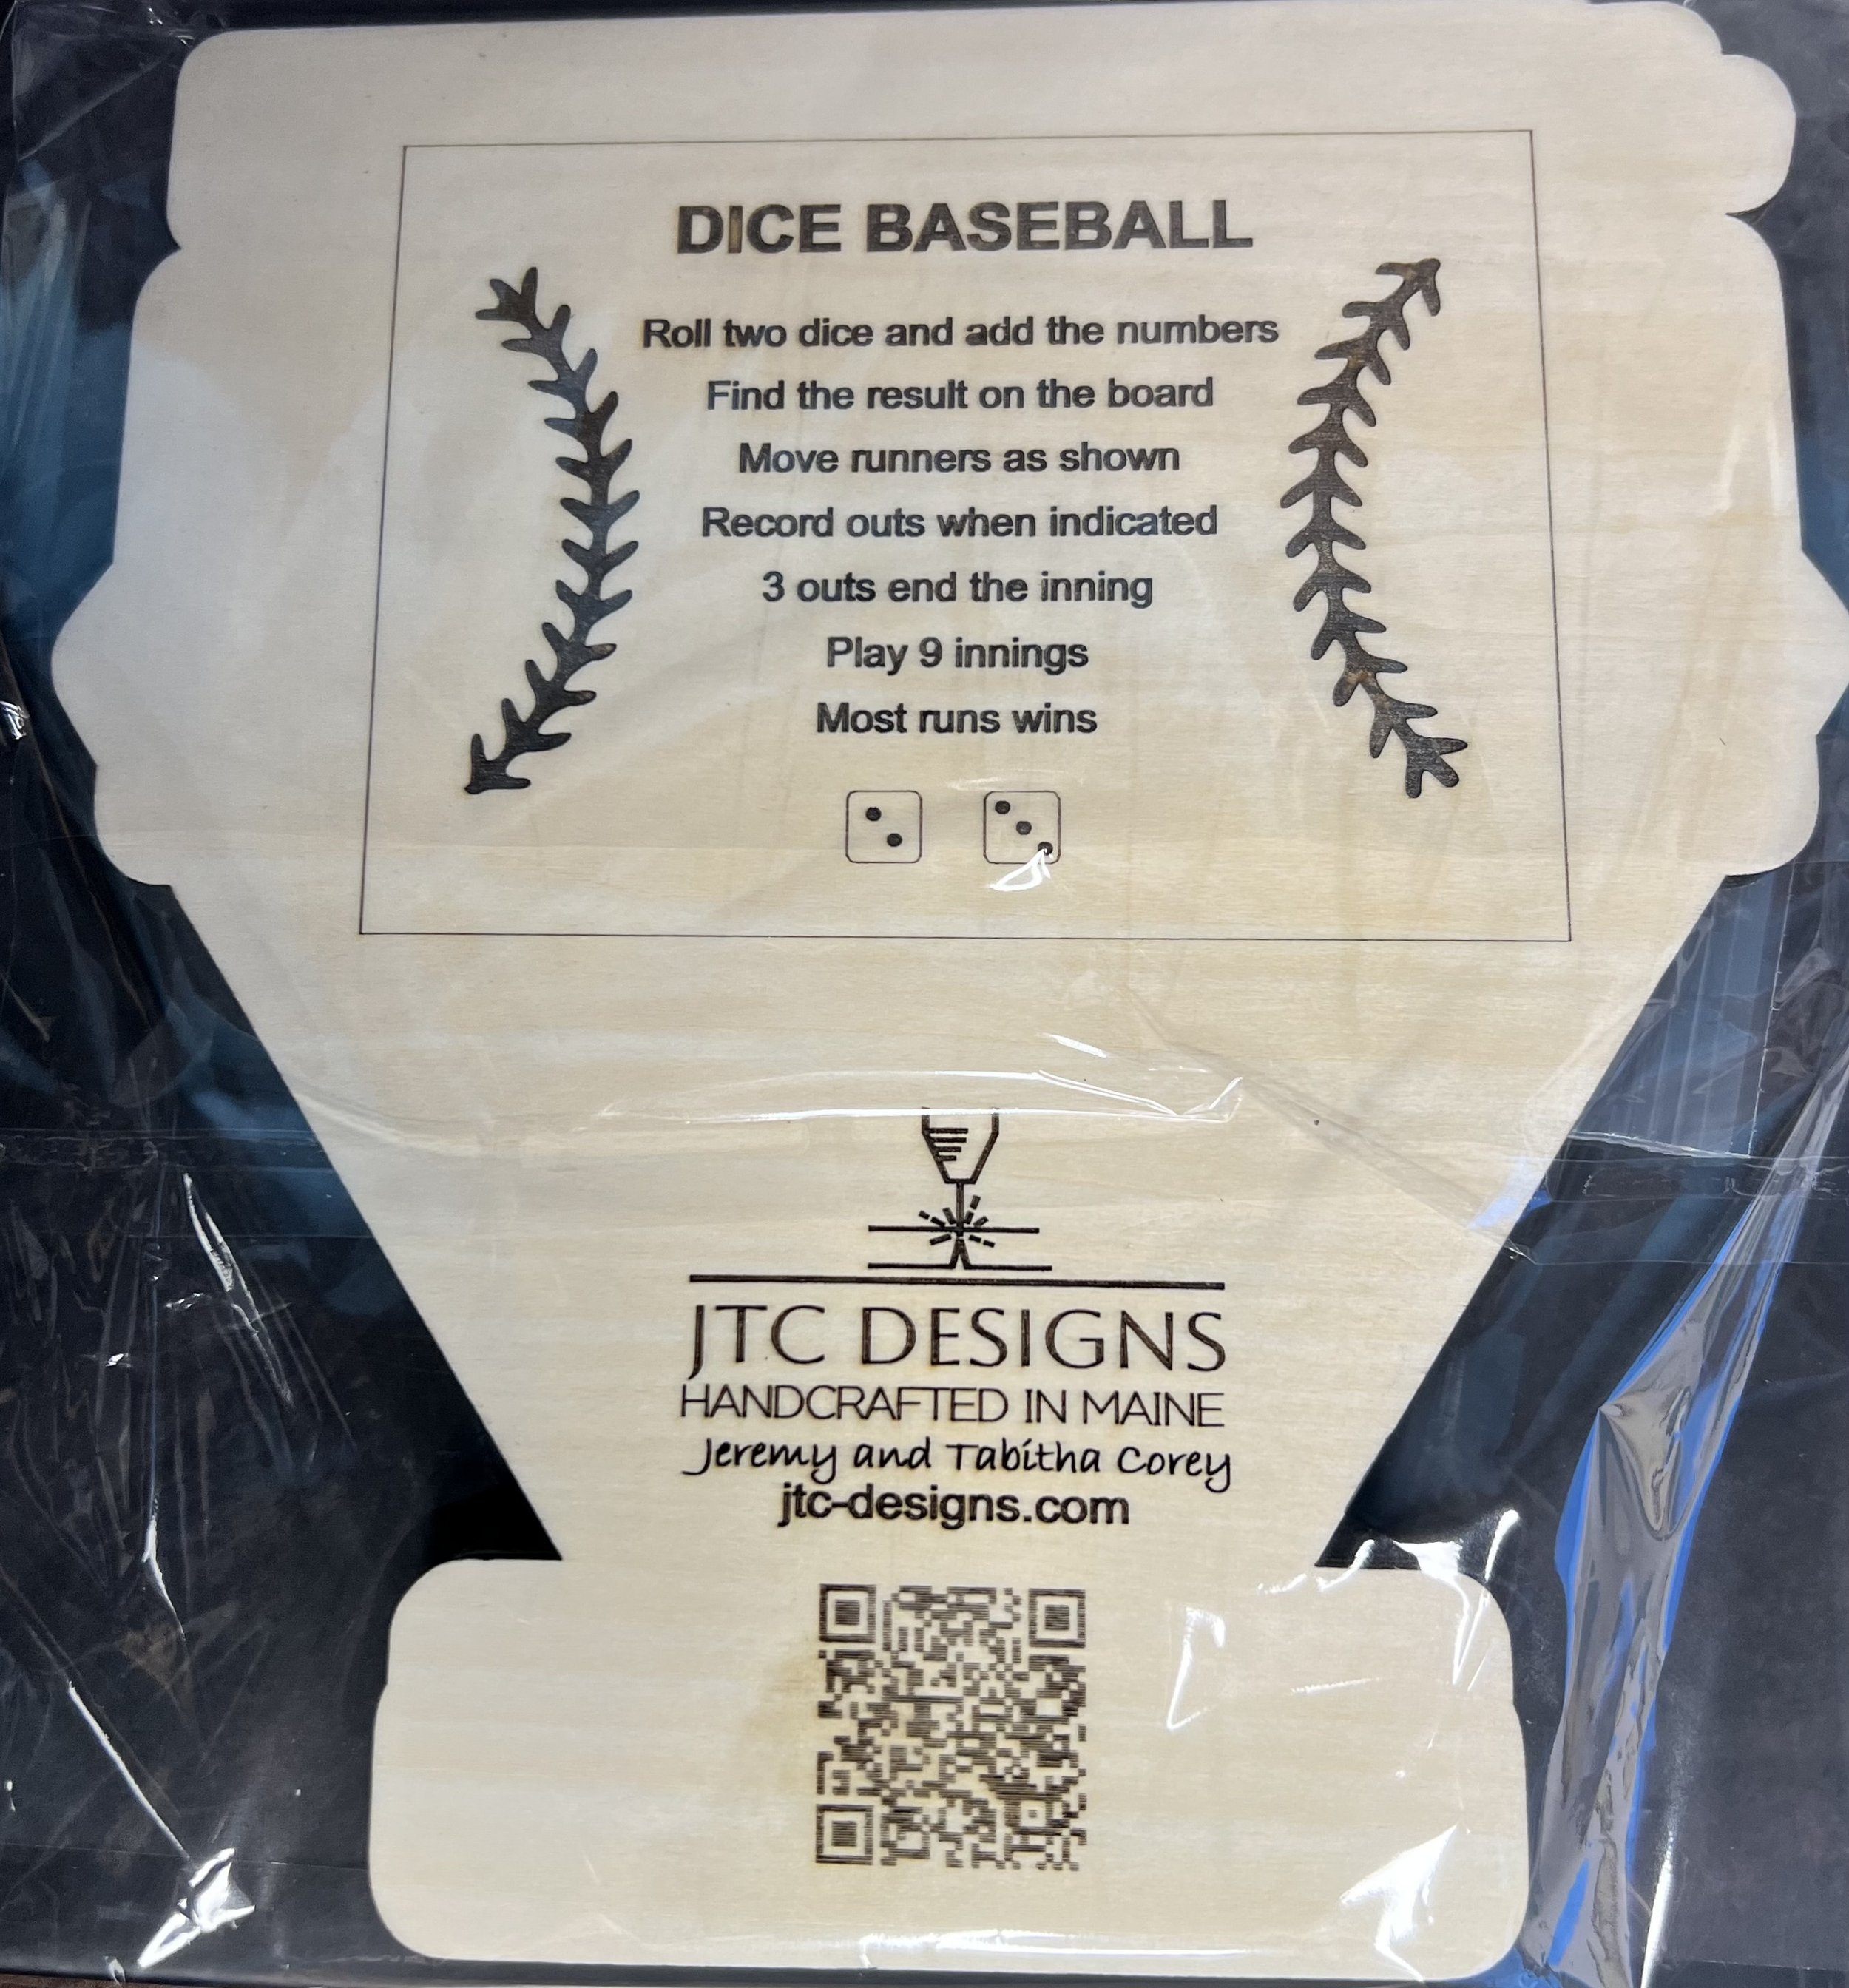 DICE BASEBALL
Roll two dice and add the numbers
Find the result on the board
Move runners as shown
Record outs when indicated
3 outs end the inning
Play 9 innings
Most runs wins
JTC DESIGNS
HANDCRAFTED IN MAINE
Jeremy and Tabitha Corey
jtc-designs.com